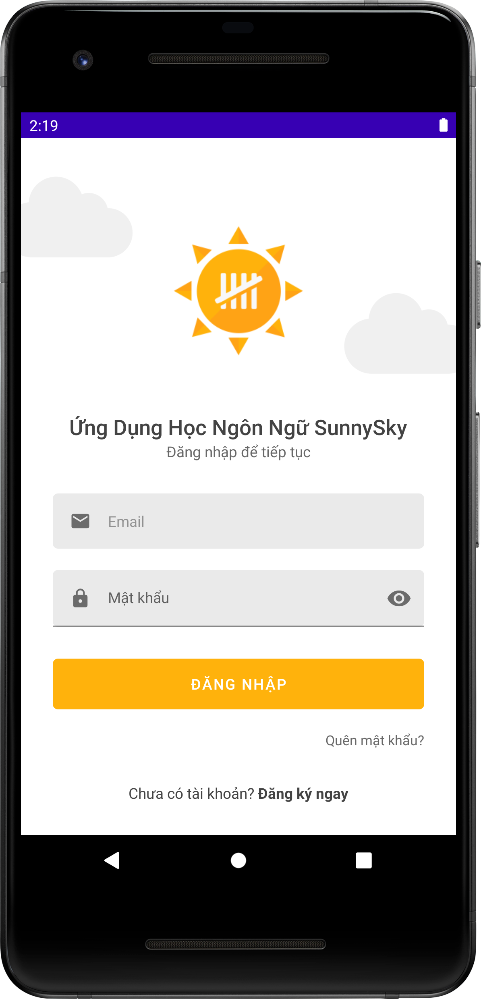 2:19
Ứng Dụng Học Ngôn Ngữ SunnySky
Đăng nhập để tiếp tục
Email
Mật khẩu
ĐĂNG NHẬP
Quên mật khẩu?
Chưa có tài khoản? Đăng ký ngay